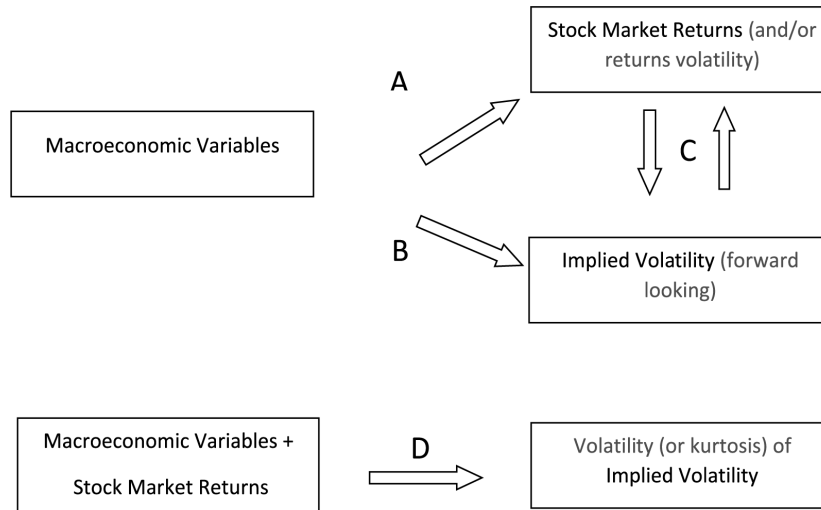 Stock Market Returns (and/or
returns volatility)
A
Macroeconomic Variables
C
B
Implied Volatility (forward
looking)
Macroeconomic Variables +
Stock Market Returns
D
Volatility (or kurtosis) of
Implied Volatility